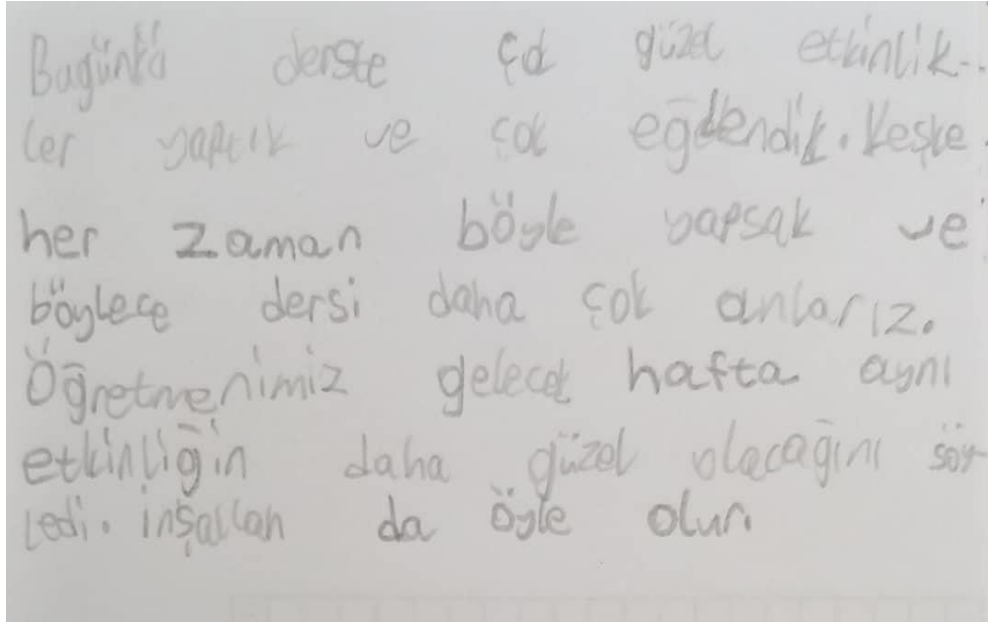 Bugünkü derste çok güzel etkinlik-
ler yaptık ve çok eğlendik. Keşke
her zaman böyle yapsak ve
böylece dersi daha çok anlarız.
Öğretmenimiz gelecek hafta aynı
etkinliğin daha güzel olacağını söy-
ledi. inşallah da öyle olur.